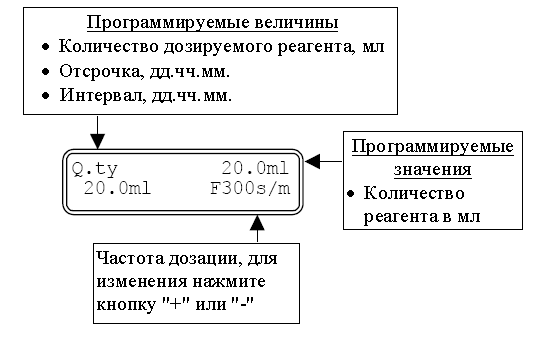 Программируемые величины
• Количество дозируемого реагента, мл
• Отсрочка, дд.чч.мм.
• Интервал, дд.чч.мм.
Q.ty 20.0ml
20.0ml F300s/m
Программируемые
значения
• Количество
реагента в мл
Частота дозации, для
изменения нажмите
кнопку "+" или "-"